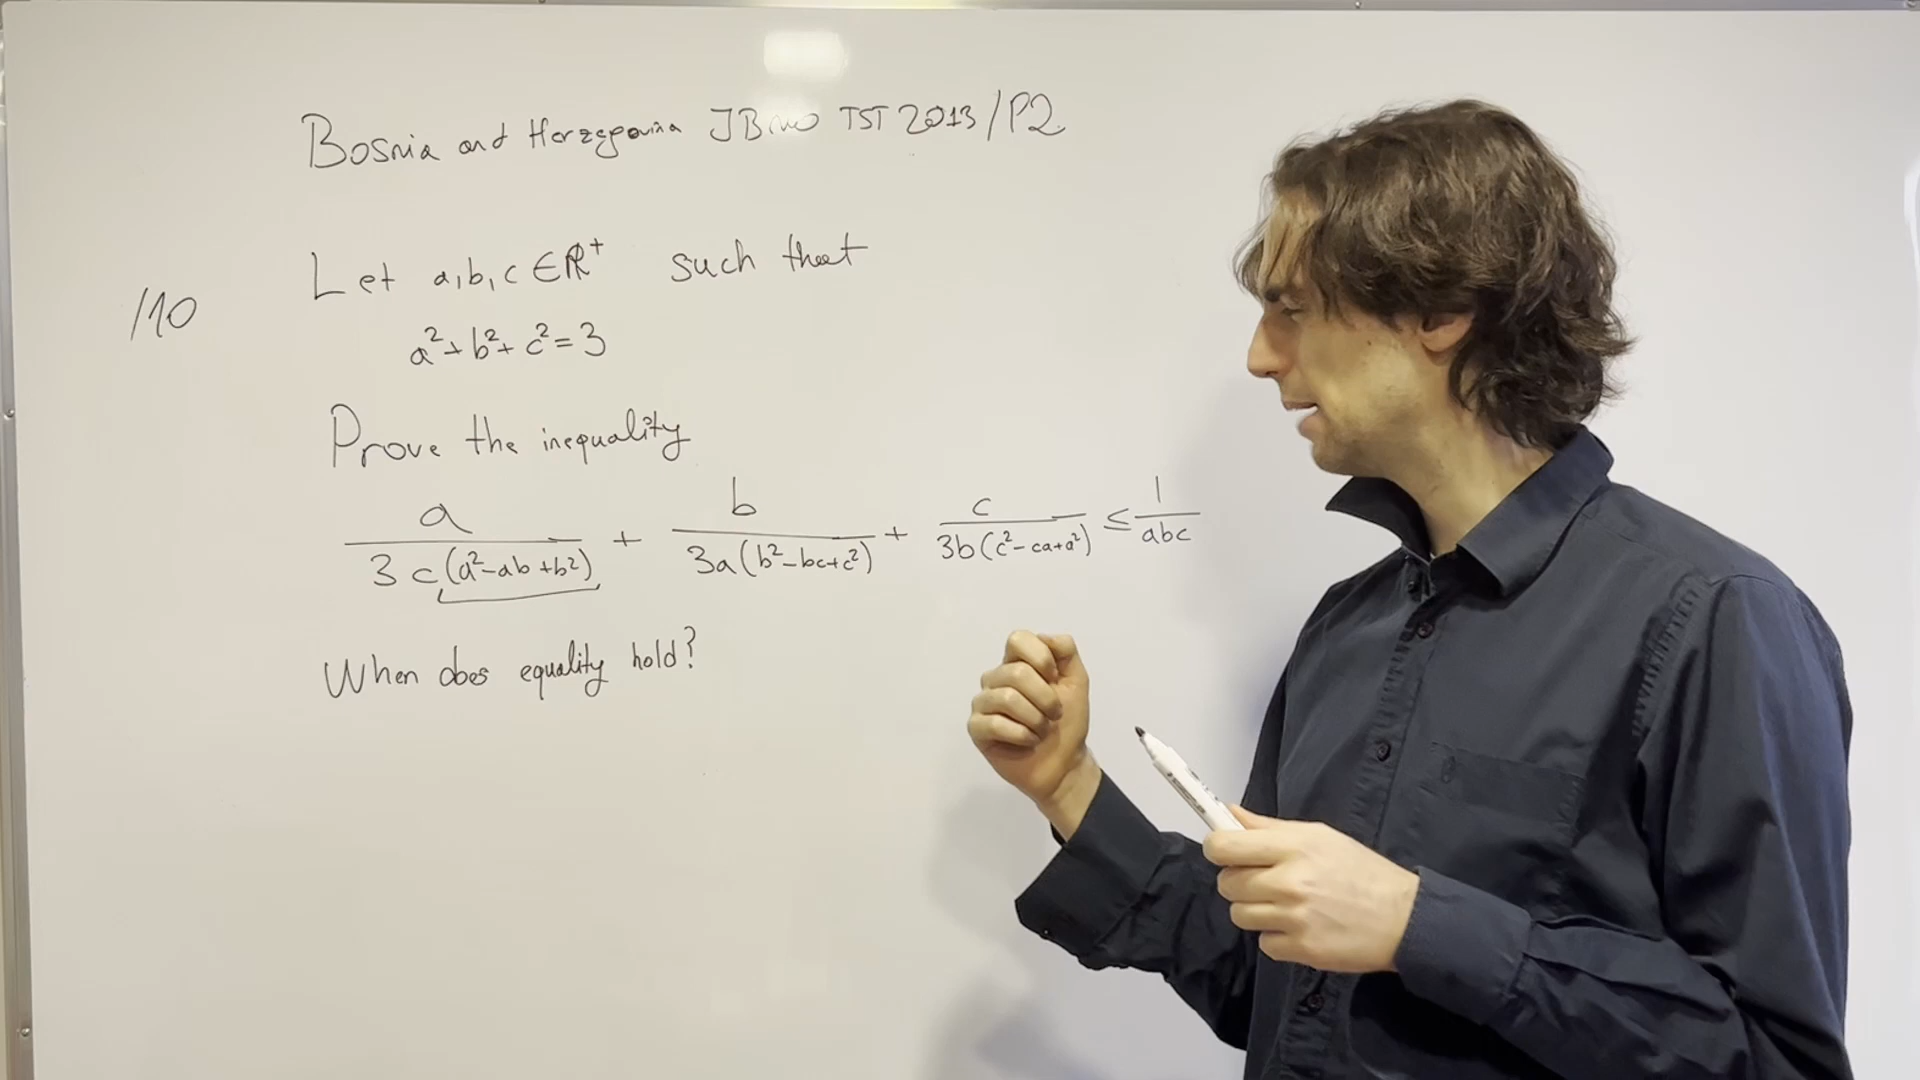 Bosnia and Herzegovina JBMO TST 2013/P2
Let a,b,c ∈ ℝ⁺ such that
/10
a²+b²+c²=3
Prove the inequality
a/(3c(a²-ab+b²)) + b/(3a(b²-bc+c²)) + c/(3b(c²-ca+a²)) ≤ 1/(abc)
When does equality hold?